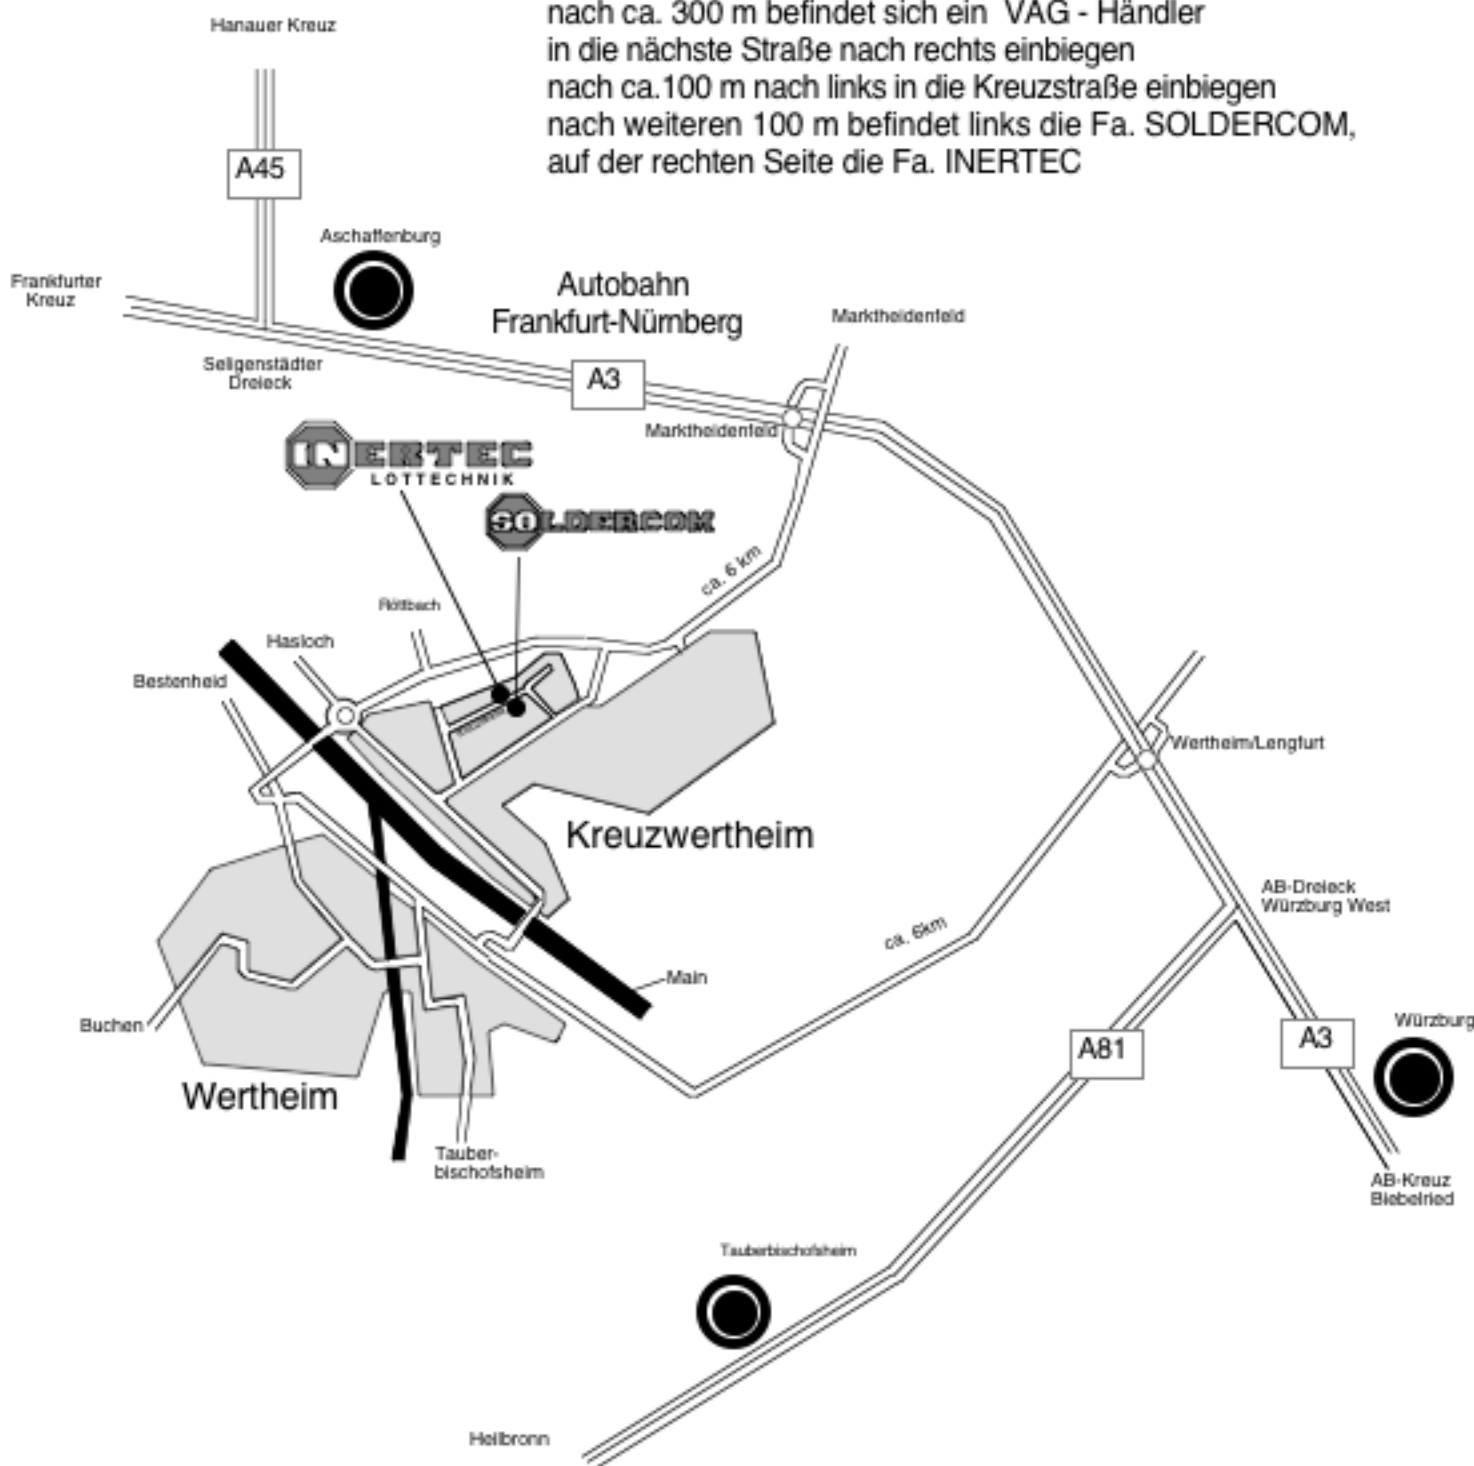 nach ca. 300 m befindet sich ein VAG - Händler
in die nächste Straße nach rechts einbiegen
nach ca.100 m nach links in die Kreuzstraße einbiegen
nach weiteren 100 m befindet links die Fa. SOLDERCOM,
auf der rechten Seite die Fa. INERTEC
Hanauer Kreuz
A45
Aschaffenburg
Frankfurter
Kreuz
Autobahn
Frankfurt-Nürnberg
Marktheidenfeld
Seligenstädter
Dreieck
A3
Marktheidenfeld
INERTEC
LÖTTECHNIK
SOLDERCOM
ca. 6 km
Röttbach
Hasloch
Bestenheid
Wertheim/Lengfurt
Kreuzwertheim
AB-Dreieck
Würzburg West
ca. 6km
Main
Buchen
Würzburg
A81
A3
Wertheim
Tauber-
bischofsheim
AB-Kreuz
Biebelried
Tauberbischofsheim
Heilbronn